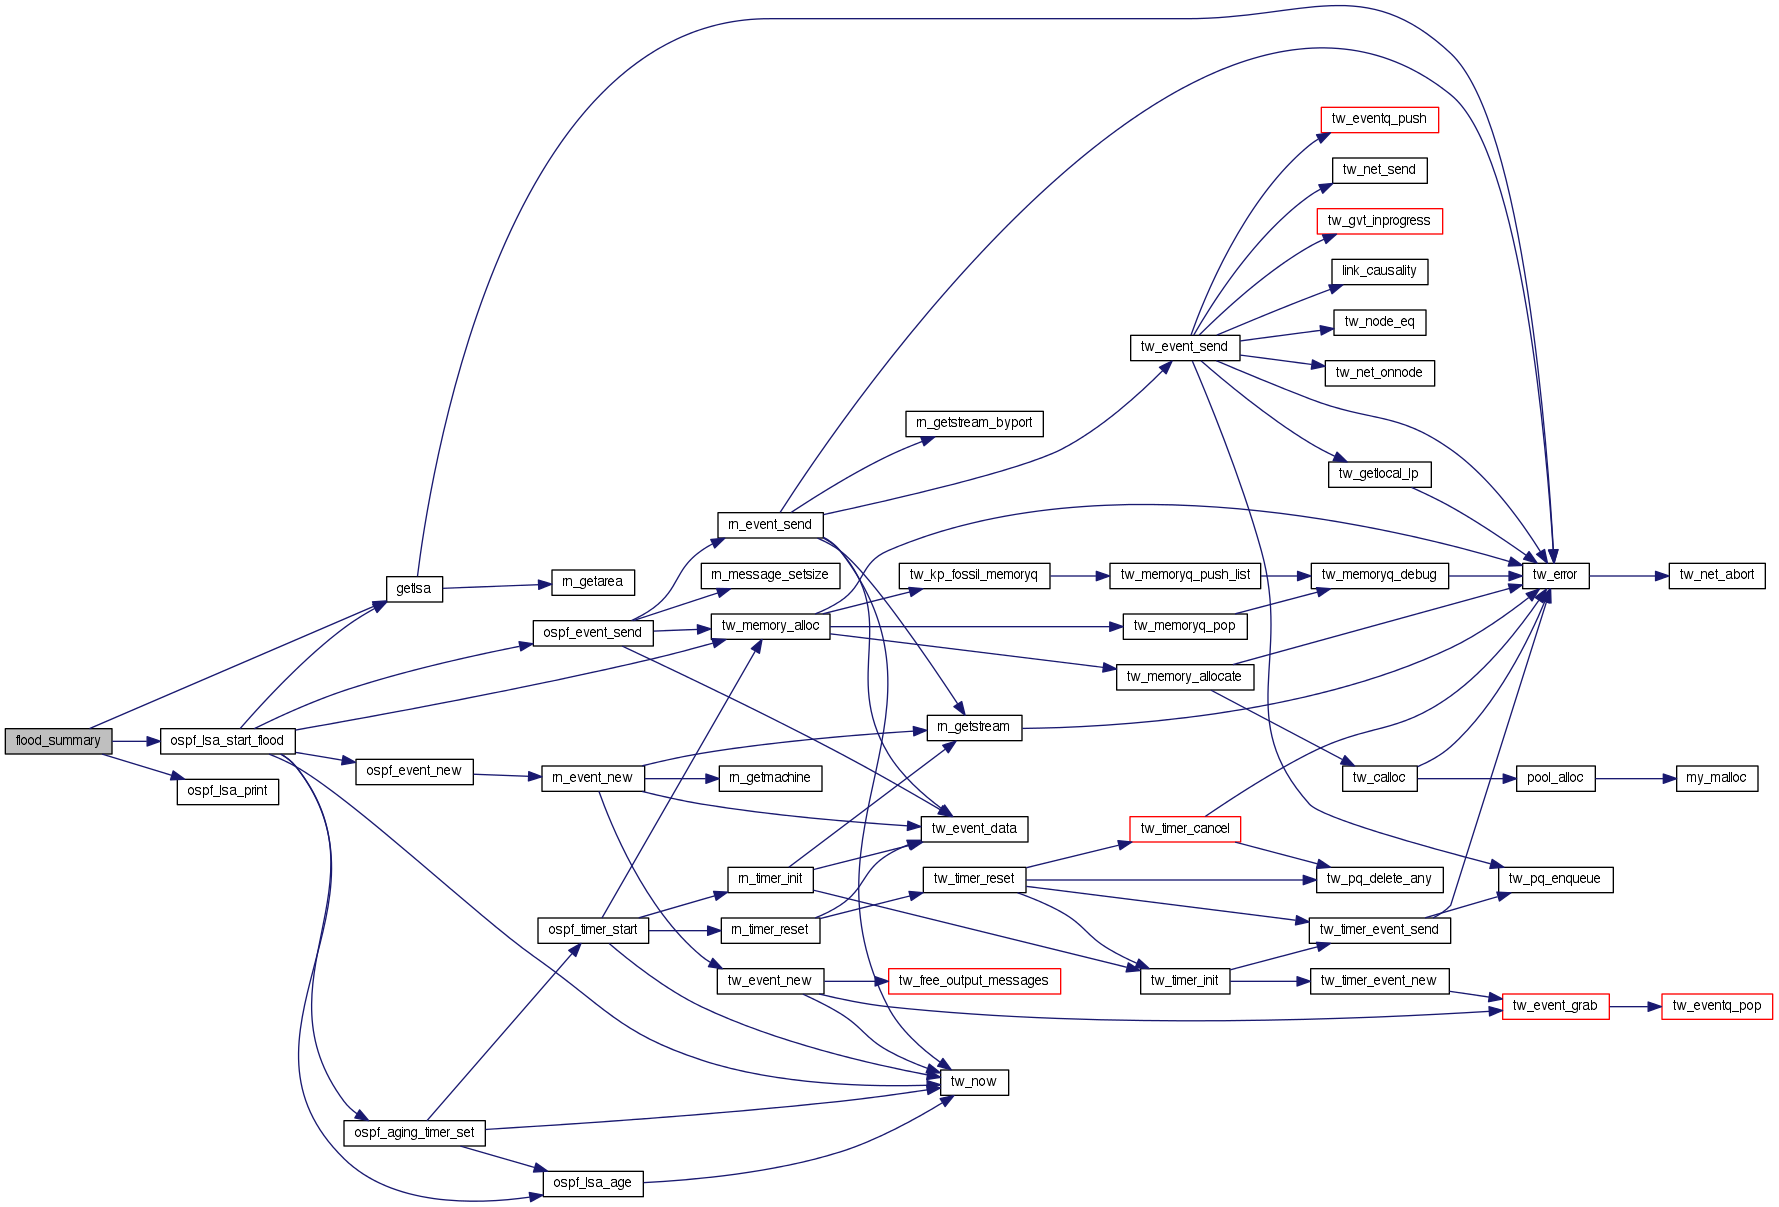 flood_summary
getlsa
ospf_lsa_start_flood
ospf_lsa_print
ospf_event_new
ospf_aging_timer_set
rn_getarea
ospf_event_send
rn_event_new
ospf_timer_start
ospf_lsa_age
rn_event_send
rn_message_setsize
tw_memory_alloc
rn_getmachine
rn_timer_init
rn_timer_reset
tw_event_new
rn_getstream_byport
tw_kp_fossil_memoryq
rn_getstream
tw_event_data
tw_timer_reset
tw_free_output_messages
tw_now
tw_event_send
tw_memoryq_push_list
tw_memoryq_pop
tw_memory_allocate
tw_timer_cancel
tw_timer_init
tw_eventq_push
tw_net_send
tw_gvt_inprogress
link_causality
tw_node_eq
tw_net_onnode
tw_getlocal_lp
tw_memoryq_debug
tw_calloc
tw_pq_delete_any
tw_timer_event_send
tw_timer_event_new
tw_error
pool_alloc
tw_pq_enqueue
tw_event_grab
tw_net_abort
my_malloc
tw_eventq_pop